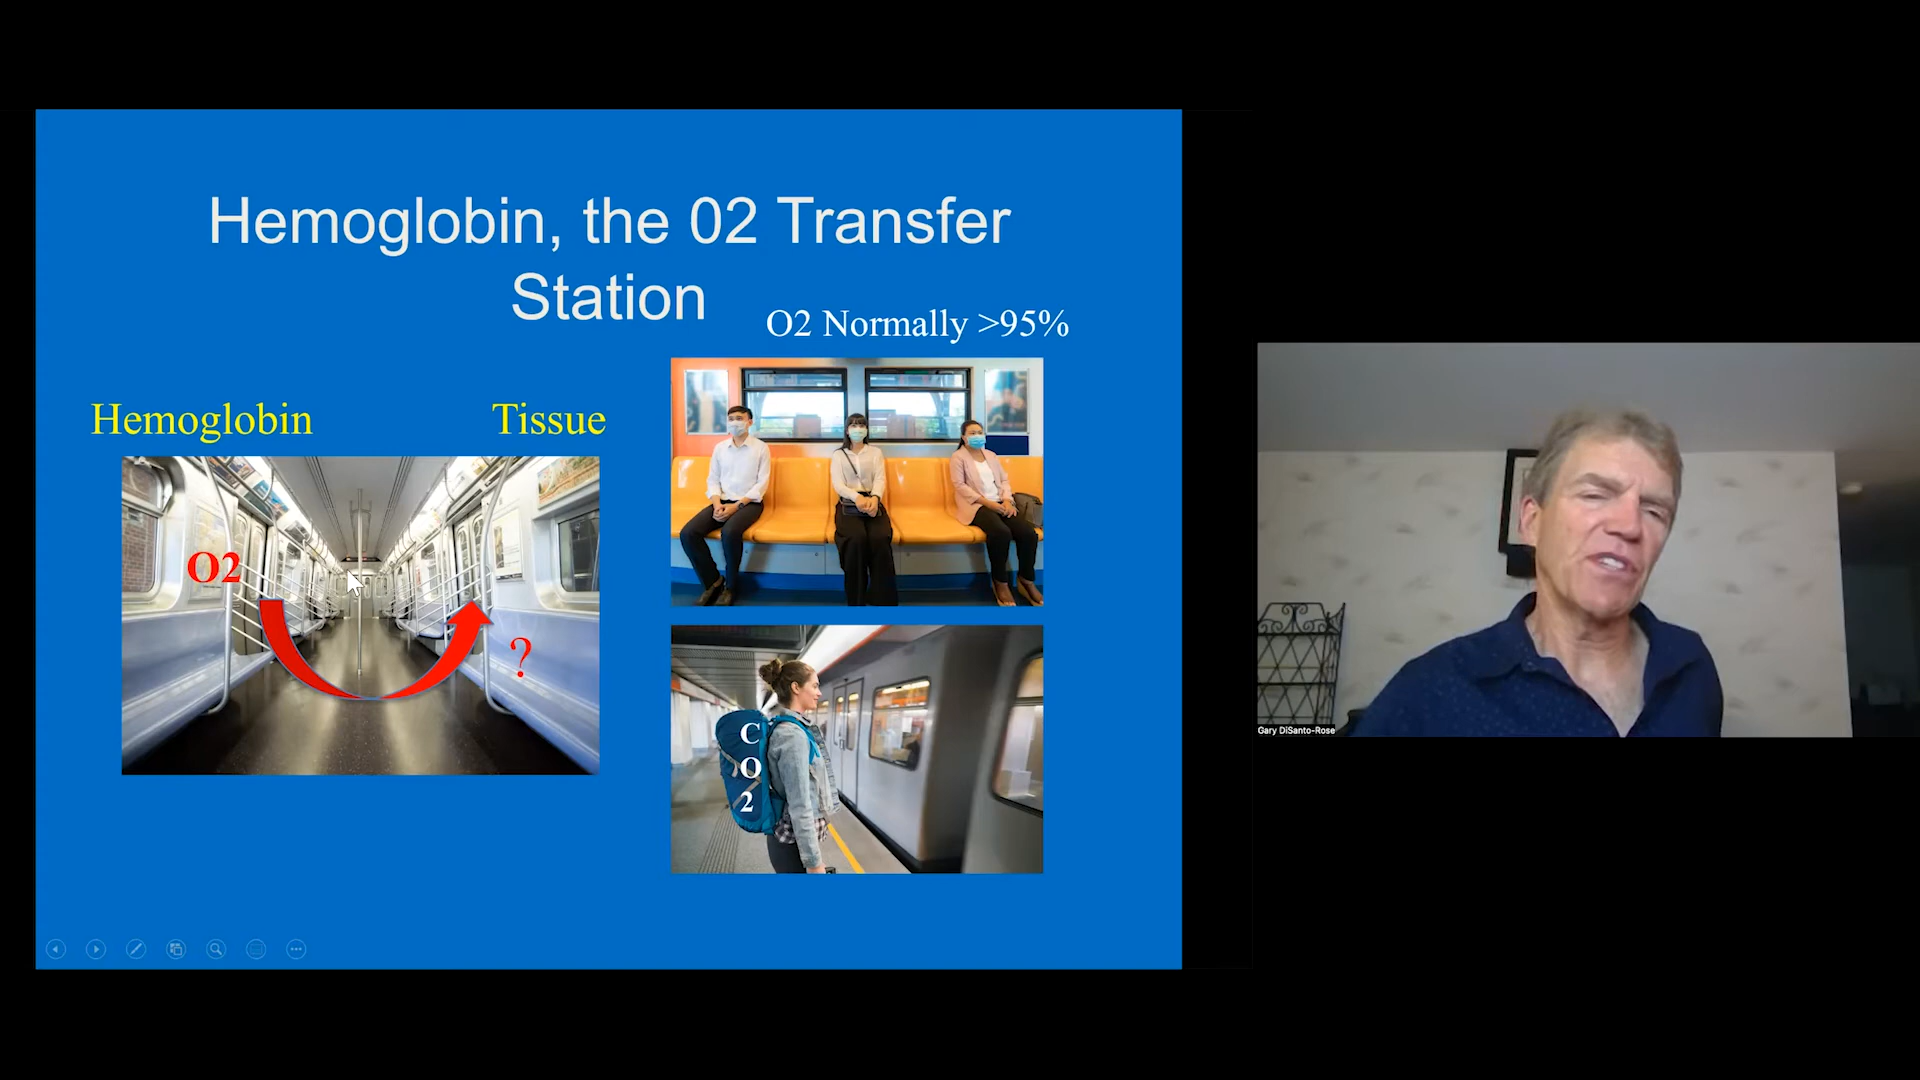 Hemoglobin, the 02 Transfer
Station
O2 Normally >95%
Hemoglobin
Tissue
O2
?
C
O
2
Gary DiSanto-Rose